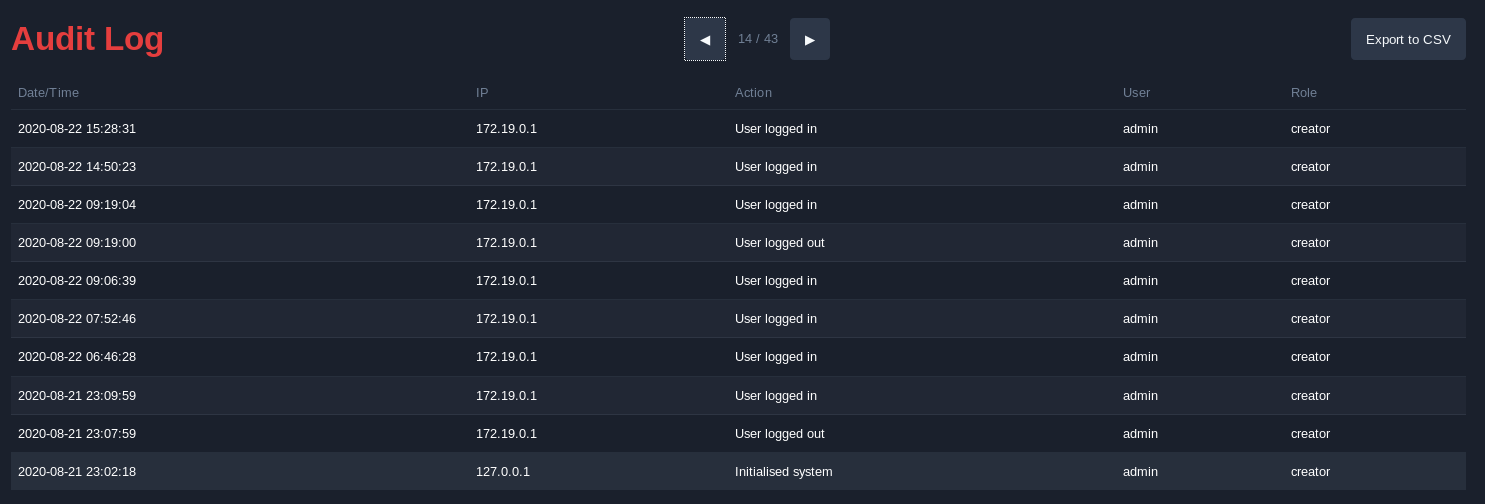 Audit Log ◀ 14 / 43 ▶ Export to CSV
Date/Time IP Action User Role
2020-08-22 15:28:31 172.19.0.1 User logged in admin creator
2020-08-22 14:50:23 172.19.0.1 User logged in admin creator
2020-08-22 09:19:04 172.19.0.1 User logged in admin creator
2020-08-22 09:19:00 172.19.0.1 User logged out admin creator
2020-08-22 09:06:39 172.19.0.1 User logged in admin creator
2020-08-22 07:52:46 172.19.0.1 User logged in admin creator
2020-08-22 06:46:28 172.19.0.1 User logged in admin creator
2020-08-21 23:09:59 172.19.0.1 User logged in admin creator
2020-08-21 23:07:59 172.19.0.1 User logged out admin creator
2020-08-21 23:02:18 127.0.0.1 Initialised system admin creator